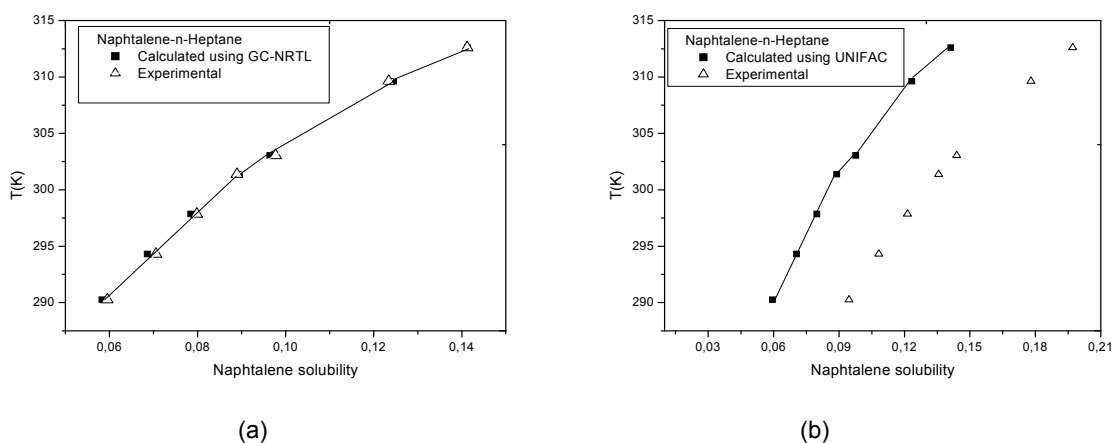 315
310
305
300
295
290
T(K)
Naphtalene-n-Heptane
Calculated using GC-NRTL
Experimental
0,06 0,08 0,10 0,12 0,14
Naphtalene solubility
(a)
315
310
305
300
295
290
T(K)
Naphtalene-n-Heptane
Calculated using UNIFAC
Experimental
0,03 0,06 0,09 0,12 0,15 0,18 0,21
Naphtalene solubility
(b)